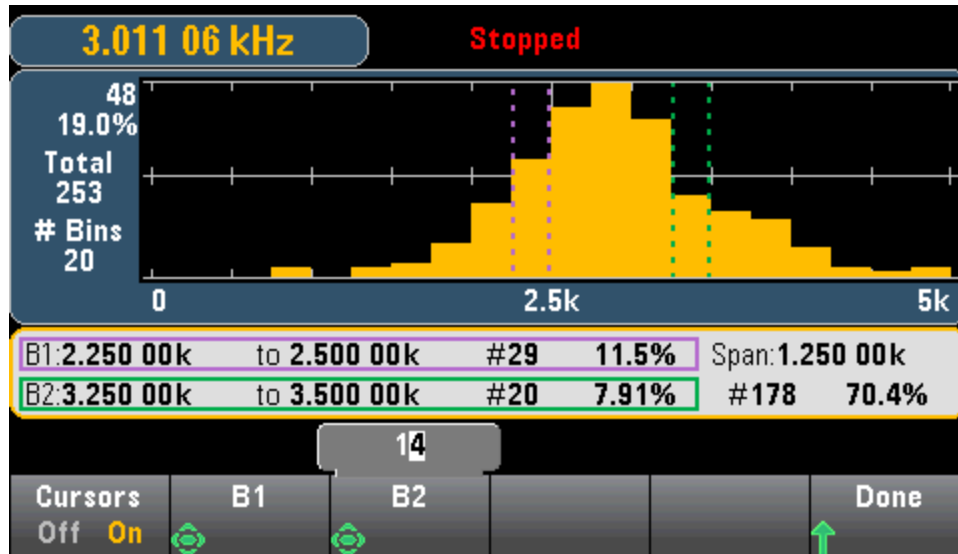 3.011 06 kHz
Stopped
48
19.0%
Total
253
# Bins
20
0 2.5k 5k
B1:2.250 00k to 2.500 00k #29 11.5% Span:1.250 00k
B2:3.250 00k to 3.500 00k #20 7.91% #178 70.4%
14
Cursors B1 B2 Done
Off On